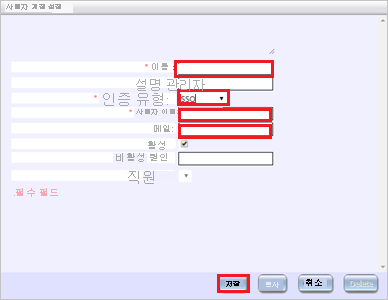 사용자 계정 설정
* 이름 :
설명 관리자
* 인증 유형: sso
* 사용자 이름:
메일:
활성
비활성 원인
직원
필수 필드
저장 복사 취소 Delete